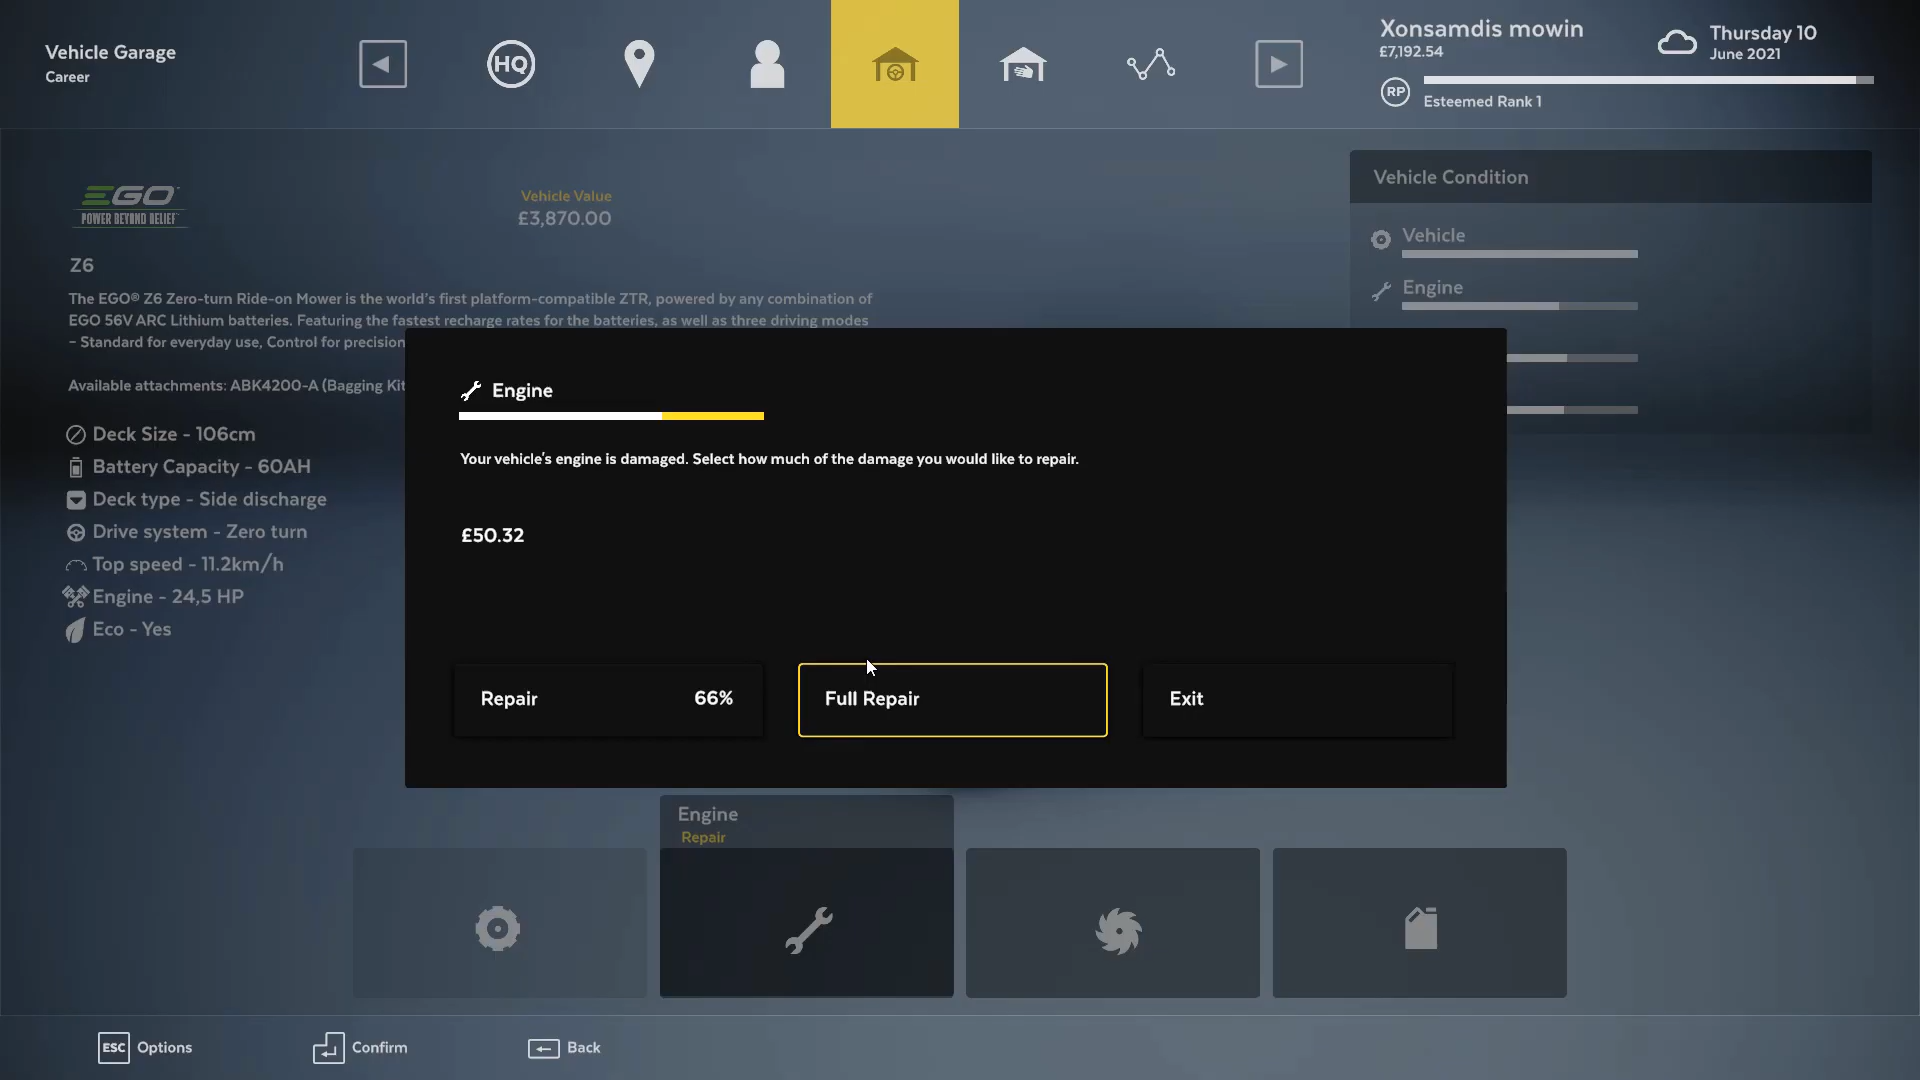 Vehicle Garage
Career
HQ
Xonsamdis mowin
£7,192.54
Thursday 10
June 2021
RP
Esteemed Rank 1
EGO
POWER BEYOND BELIEF™
Vehicle Value
£3,870.00
Z6
The EGO® Z6 Zero-turn Ride-on Mower is the world's first platform-compatible ZTR, powered by any combination of
EGO 56V ARC Lithium batteries. Featuring the fastest recharge rates for the batteries, as well as three driving modes
– Standard for everyday use, Control for precision
Available attachments: ABK4200-A (Bagging Kit
Deck Size - 106cm
Battery Capacity - 60AH
Deck type - Side discharge
Drive system - Zero turn
Top speed - 11.2km/h
Engine - 24,5 HP
Eco - Yes
Vehicle Condition
Vehicle
Engine
Engine
Your vehicle's engine is damaged. Select how much of the damage you would like to repair.
£50.32
Repair 66%
Full Repair
Exit
Engine
Repair
ESC Options
Confirm
Back